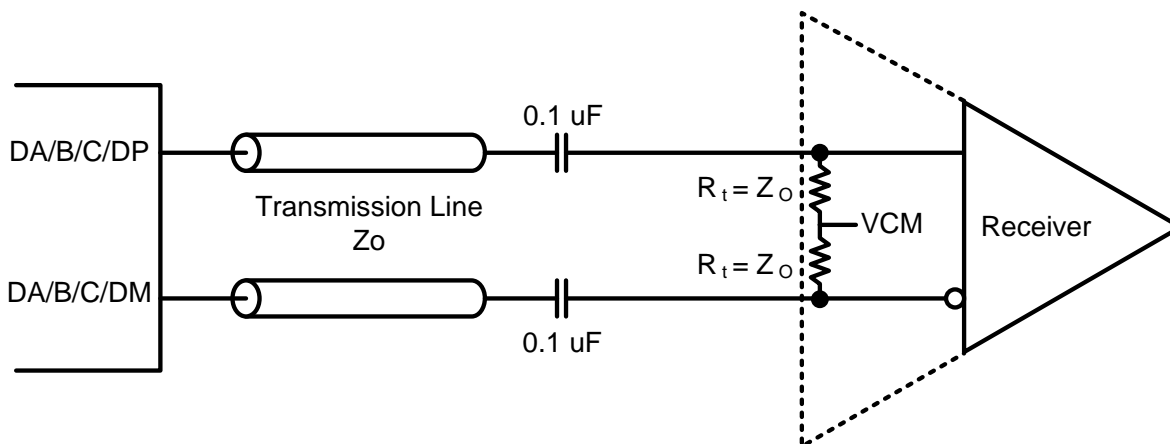 0.1 uF
DA/B/C/DP
R t = Z O
Transmission Line
Zo
VCM
Receiver
R t = Z O
DA/B/C/DM
0.1 uF